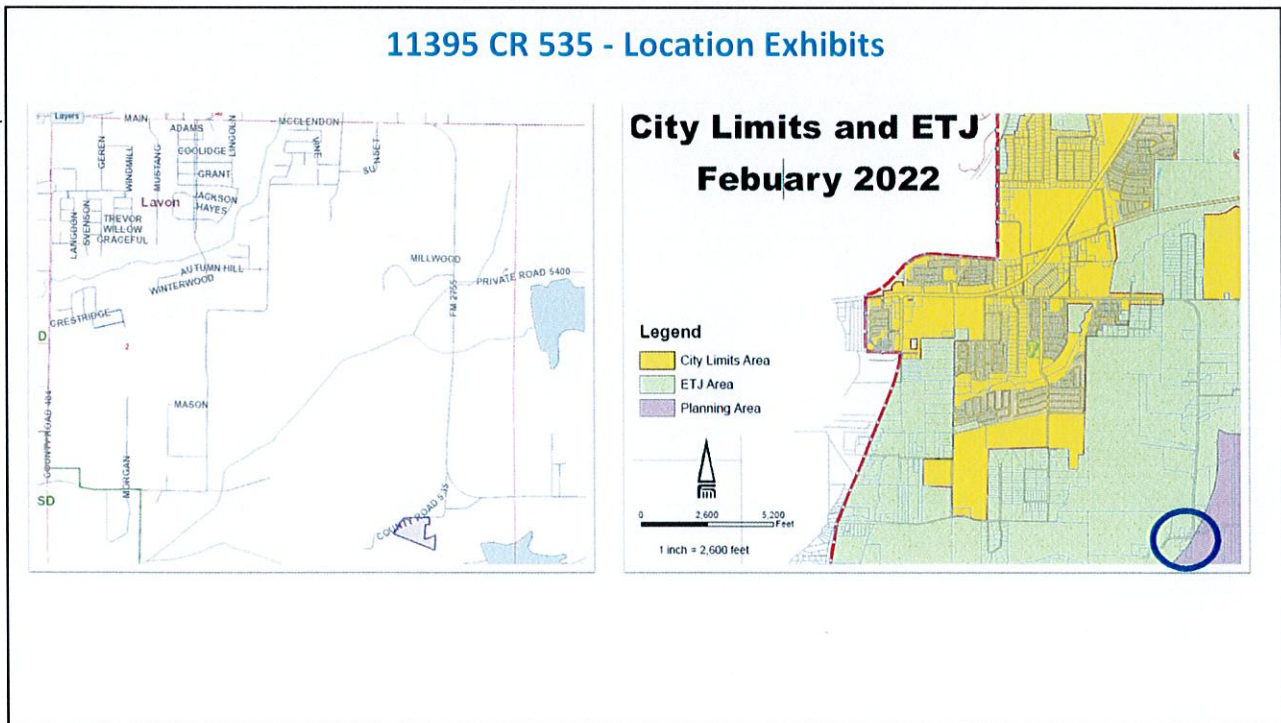 11395 CR 535 - Location Exhibits
Layers
MAIN
MCCLENDON
ADAMS
LINCOLN
GEREN
WINDMILL
MUSTANG
COOLIDGE
VINE
SUNSET
GRANT
Lavon
JACKSON
HAYES
LANGDON
SVENSON
TREVOR
WILLOW
GRACEFUL
AUTUMN HILL
WINTERWOOD
MILLWOOD
PRIVATE ROAD 5400
FM 2755
CRESTRIDGE
D
2
MASON
COUNTY ROAD 484
MORGAN
SD
COUNTY ROAD 535
City Limits and ETJ
Febuary 2022
Legend
City Limits Area
ETJ Area
Planning Area
0 2,600 5,200
Feet
1 inch = 2,600 feet